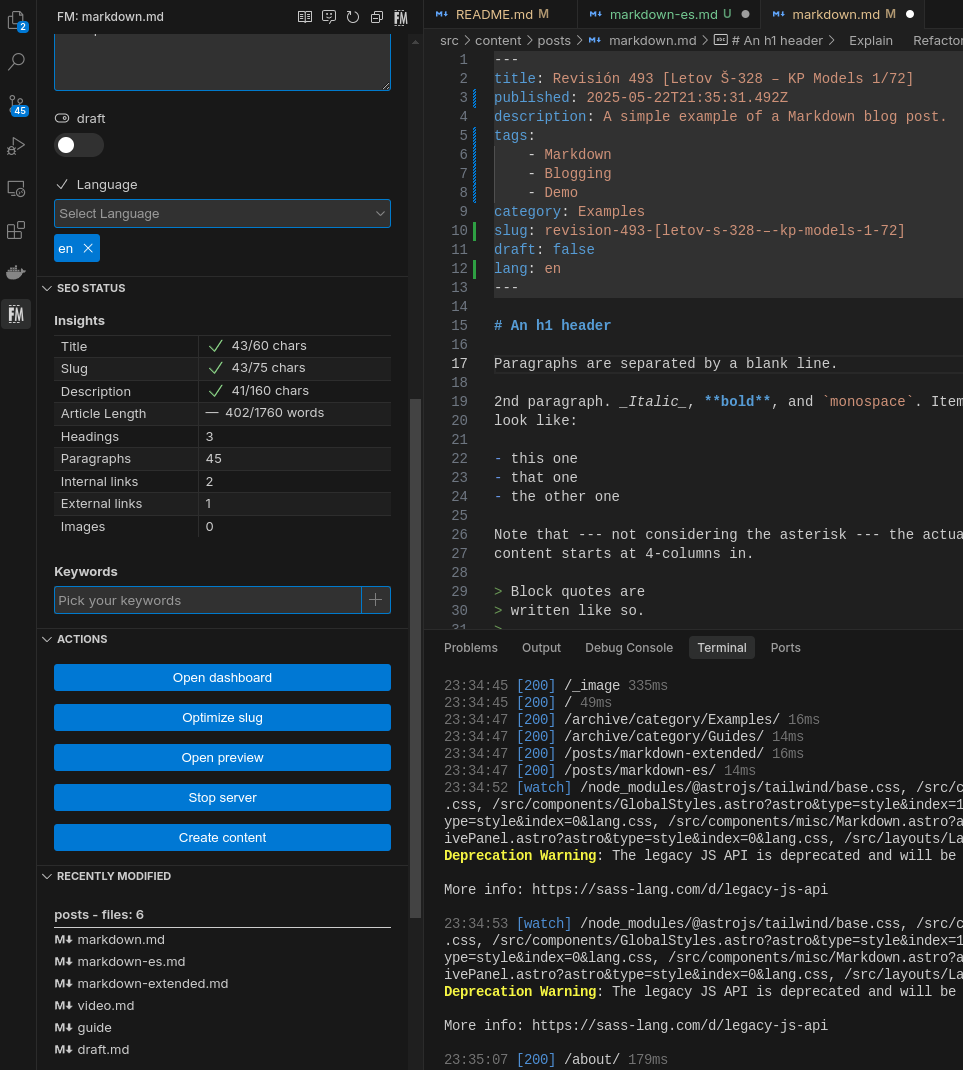 2
45
FM
FM: markdown.md
FM
draft
Language
Select Language
en
SEO STATUS
Insights
Title 43/60 chars
Slug 43/75 chars
Description 41/160 chars
Article Length — 402/1760 words
Headings 3
Paragraphs 45
Internal links 2
External links 1
Images 0
Keywords
Pick your keywords
ACTIONS
Open dashboard
Optimize slug
Open preview
Stop server
Create content
RECENTLY MODIFIED
posts - files: 6
markdown.md
markdown-es.md
markdown-extended.md
video.md
guide
draft.md
README.md M markdown-es.md U markdown.md M
src > content > posts > markdown.md > # An h1 header > Explain Refactor
1 ---
2 title: Revisión 493 [Letov Š-328 – KP Models 1/72]
3 published: 2025-05-22T21:35:31.492Z
4 description: A simple example of a Markdown blog post.
5 tags:
6 - Markdown
7 - Blogging
8 - Demo
9 category: Examples
10 slug: revision-493-[letov-s-328-–-kp-models-1-72]
11 draft: false
12 lang: en
13 ---
14
15 # An h1 header
16
17 Paragraphs are separated by a blank line.
18
19 2nd paragraph. _Italic_, **bold**, and `monospace`. Item
20 look like:
21
22 - this one
23 - that one
24 - the other one
25
26 Note that --- not considering the asterisk --- the actua
27 content starts at 4-columns in.
28
29 > Block quotes are
30 > written like so.
31 >
Problems Output Debug Console Terminal Ports
23:34:45 [200] /_image 335ms
23:34:45 [200] / 49ms
23:34:47 [200] /archive/category/Examples/ 16ms
23:34:47 [200] /archive/category/Guides/ 14ms
23:34:47 [200] /posts/markdown-extended/ 16ms
23:34:47 [200] /posts/markdown-es/ 14ms
23:34:52 [watch] /node_modules/@astrojs/tailwind/base.css, /src/c
.css, /src/components/GlobalStyles.astro?astro&type=style&index=1
ype=style&index=0&lang.css, /src/components/misc/Markdown.astro?a
ivePanel.astro?astro&type=style&index=0&lang.css, /src/layouts/La
Deprecation Warning: The legacy JS API is deprecated and will be
More info: https://sass-lang.com/d/legacy-js-api
23:34:53 [watch] /node_modules/@astrojs/tailwind/base.css, /src/c
.css, /src/components/GlobalStyles.astro?astro&type=style&index=1
ype=style&index=0&lang.css, /src/components/misc/Markdown.astro?a
ivePanel.astro?astro&type=style&index=0&lang.css, /src/layouts/La
Deprecation Warning: The legacy JS API is deprecated and will be
More info: https://sass-lang.com/d/legacy-js-api
23:35:07 [200] /about/ 179ms